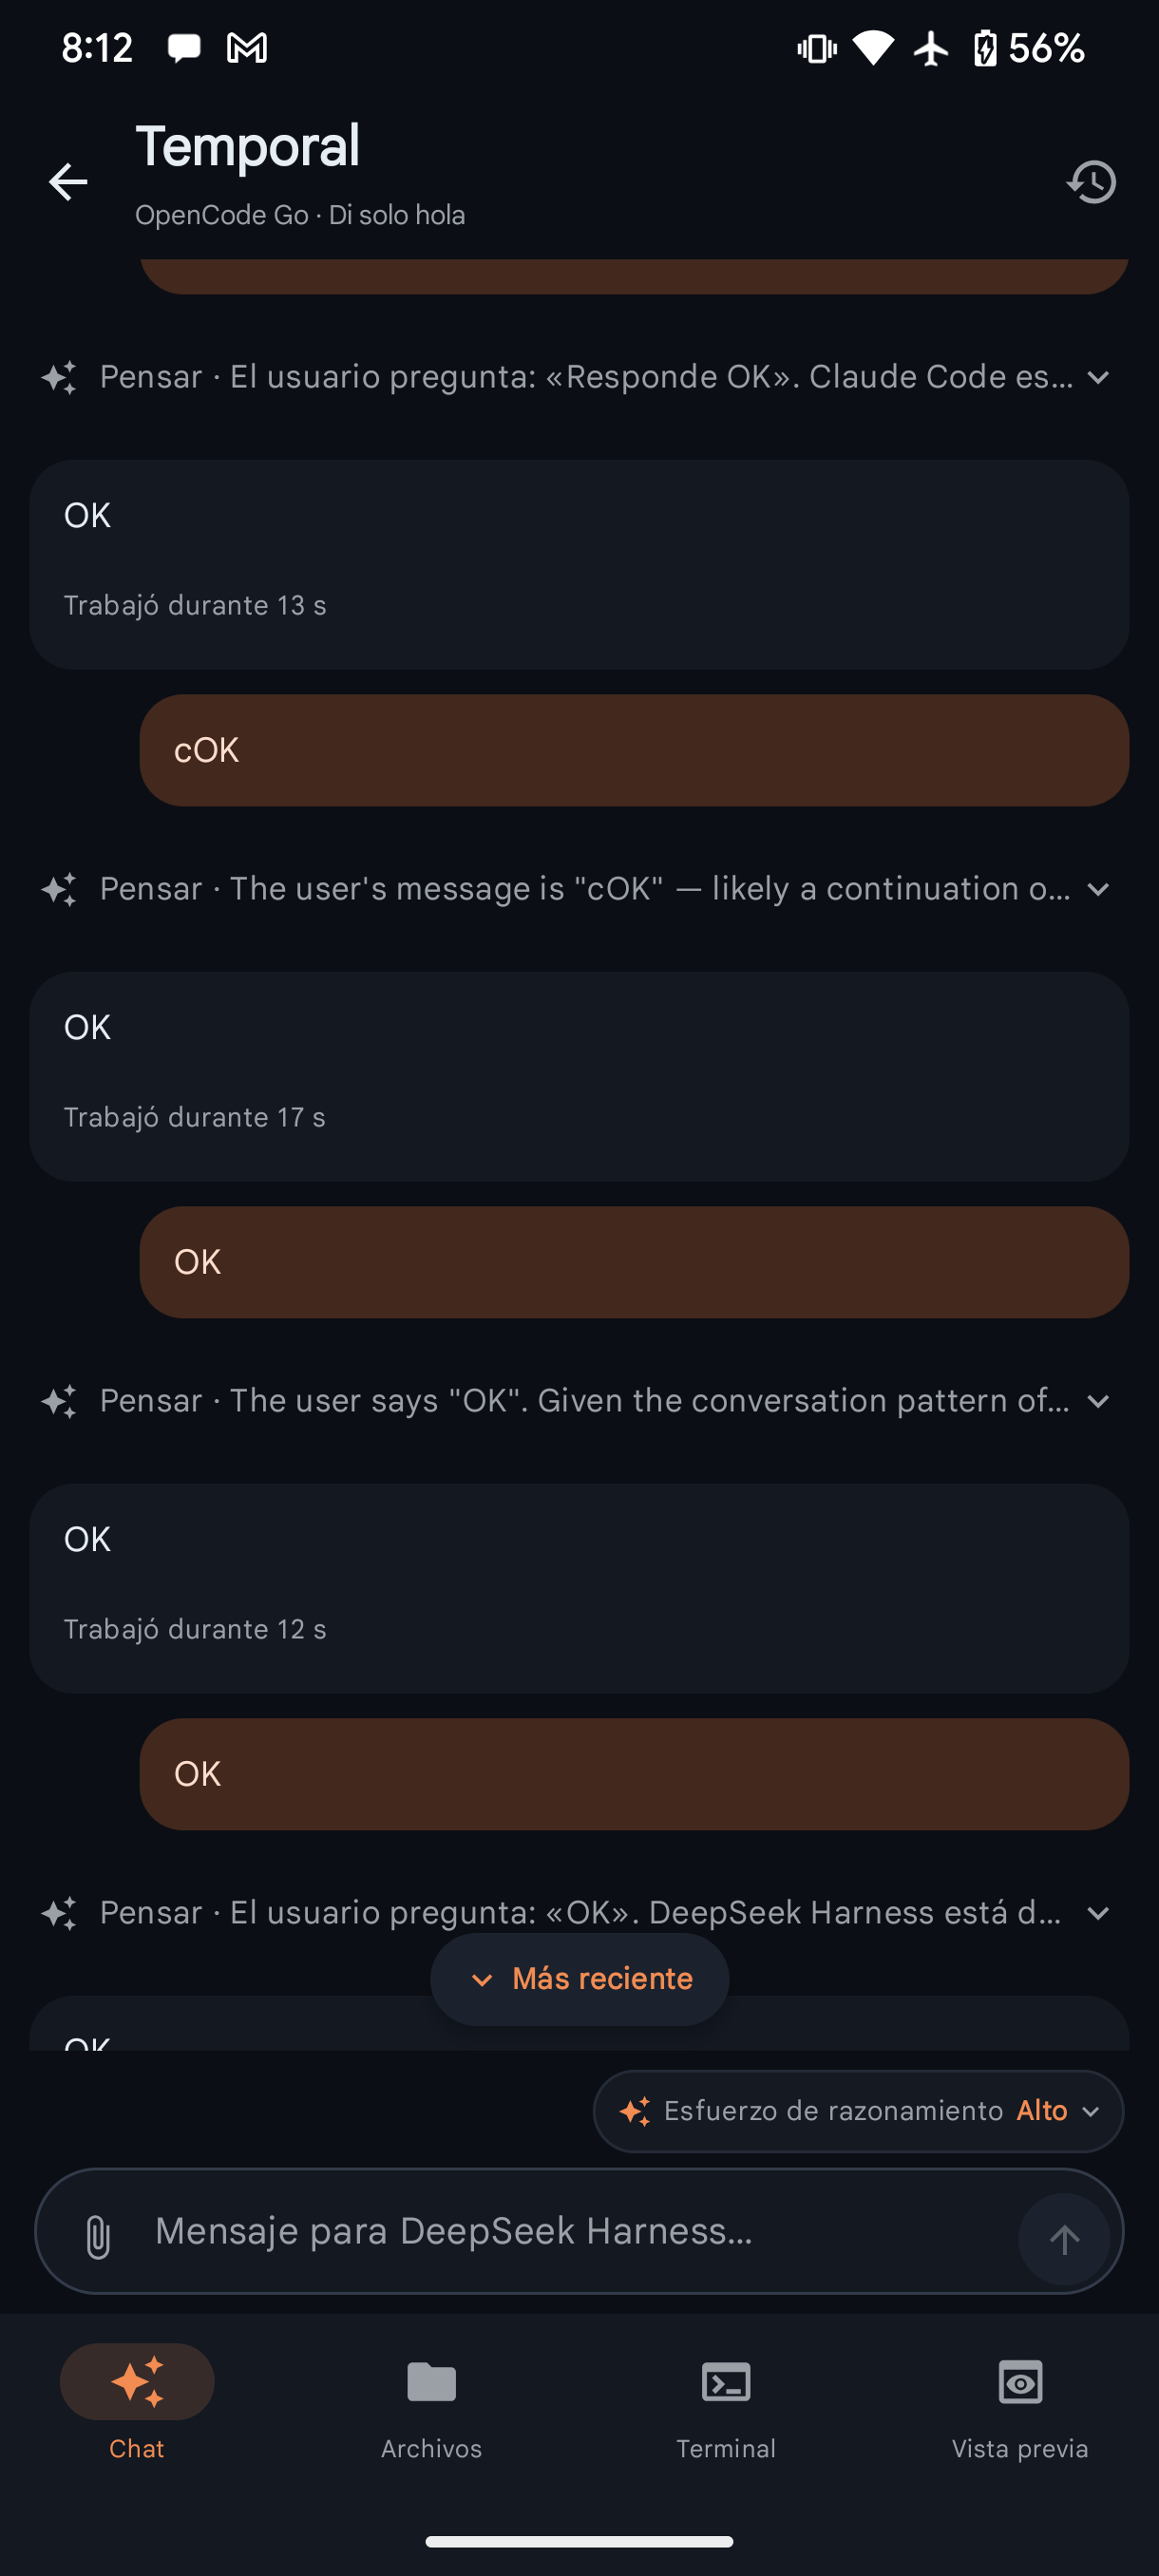 8:12
56%
Temporal
OpenCode Go · Di solo hola
Pensar · El usuario pregunta: «Responde OK». Claude Code es...
OK
Trabajó durante 13 s
cOK
Pensar · The user's message is "cOK" — likely a continuation o...
OK
Trabajó durante 17 s
OK
Pensar · The user says "OK". Given the conversation pattern of...
OK
Trabajó durante 12 s
OK
Pensar · El usuario pregunta: «OK». DeepSeek Harness está d...
Más reciente
OK
Esfuerzo de razonamiento Alto
Mensaje para DeepSeek Harness...
Chat
Archivos
Terminal
Vista previa